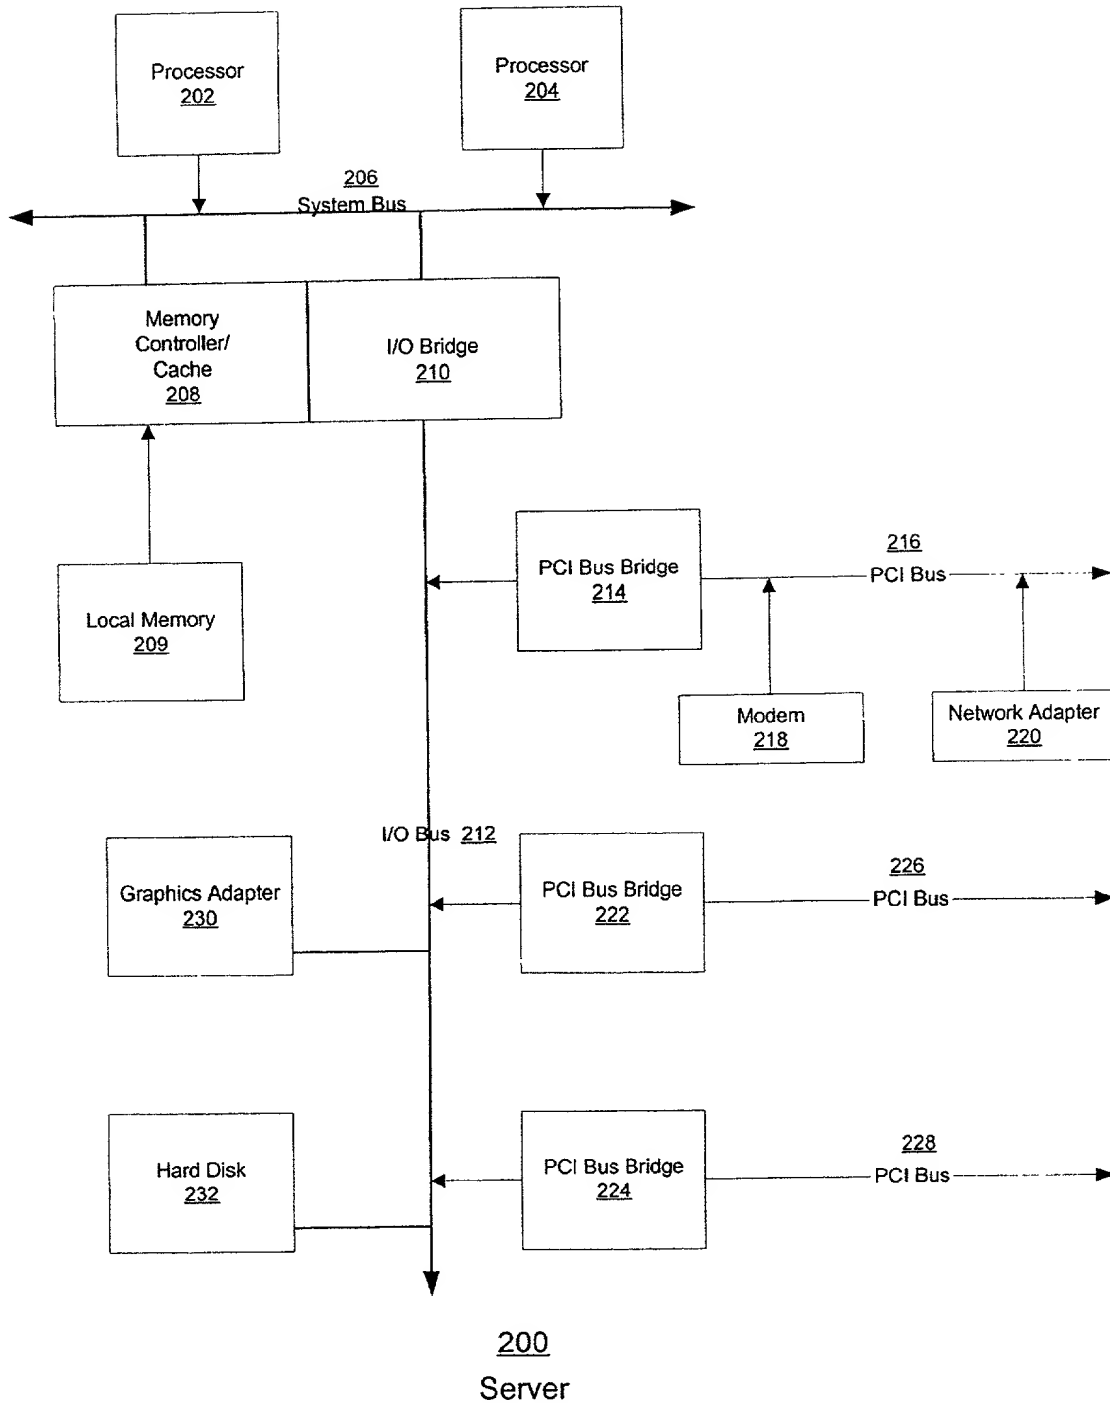 Processor
202
Processor
204
206
System Bus
Memory
Controller/
Cache
208
I/O Bridge
210
PCI Bus Bridge
214
216
PCI Bus
Local Memory
209
Modem
218
Network Adapter
220
I/O Bus 212
Graphics Adapter
230
PCI Bus Bridge
222
226
PCI Bus
Hard Disk
232
PCI Bus Bridge
224
228
PCI Bus
200
Server